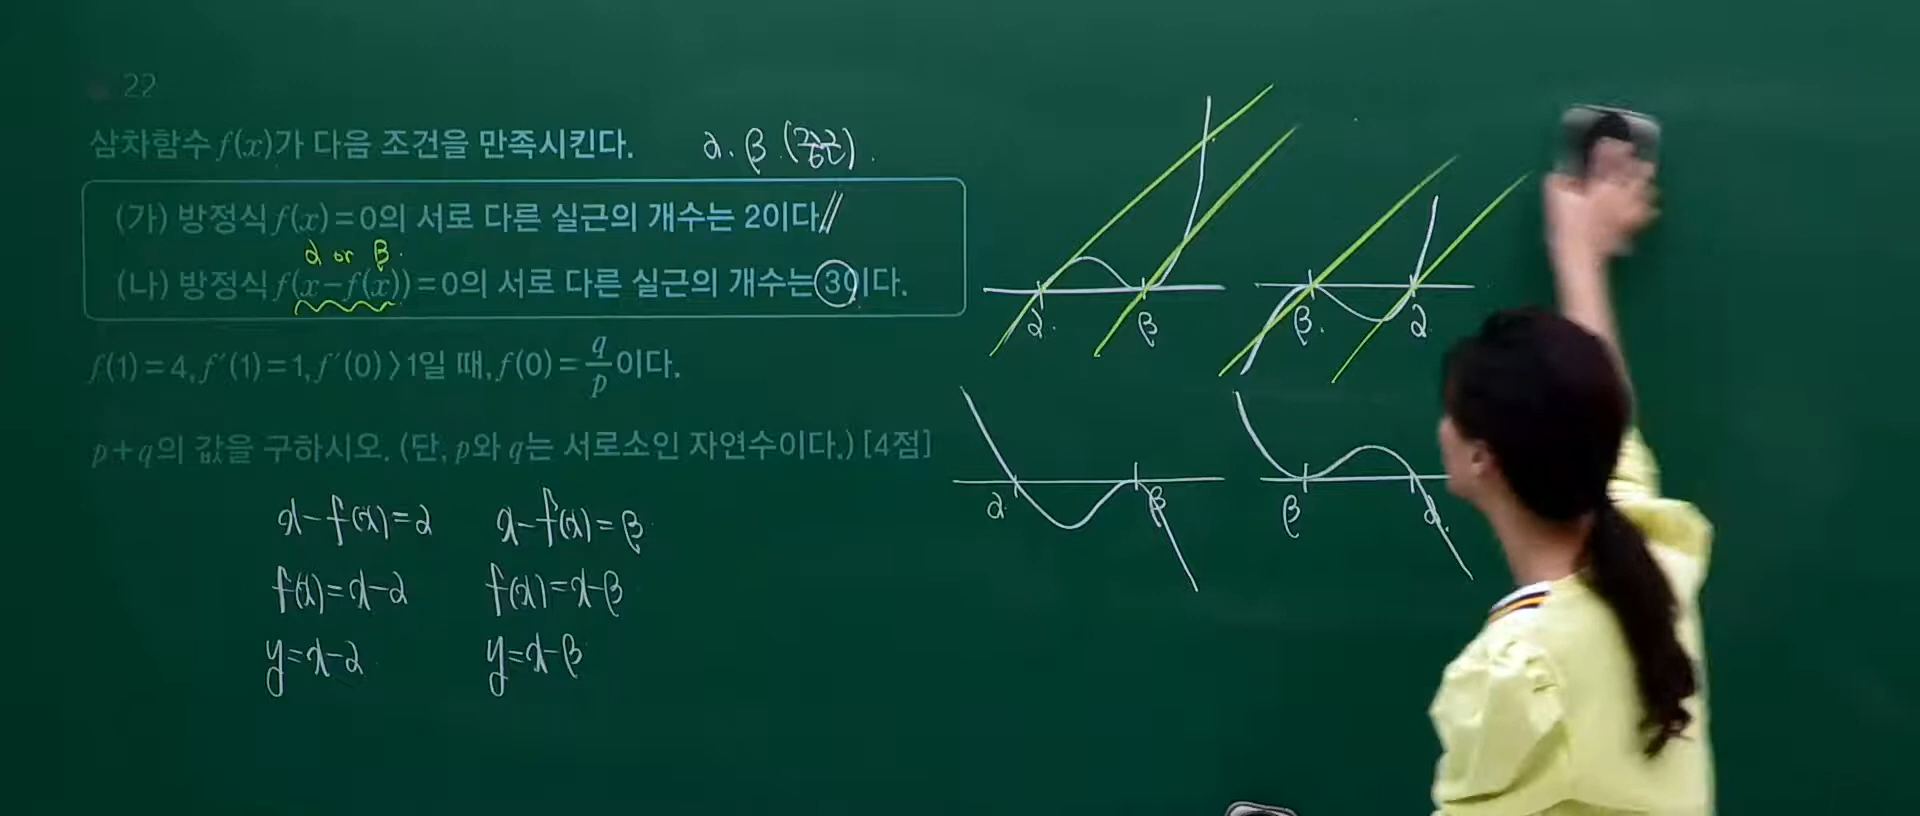 22
삼차함수 f(x)가 다음 조건을 만족시킨다.
α. β (중근).
(가) 방정식 f(x)=0의 서로 다른 실근의 개수는 2이다.
α or β.
(나) 방정식 f(x-f(x))=0의 서로 다른 실근의 개수는 3이다.
f(1)=4, f′(1)=1, f′(0)>1일 때, f(0)=q/p이다.
p+q의 값을 구하시오. (단, p와 q는 서로소인 자연수이다.) [4점]
x-f(x)=α x-f(x)=β
f(x)=x-α f(x)=x-β
y=x-α y=x-β
α. β β. α
α β β α